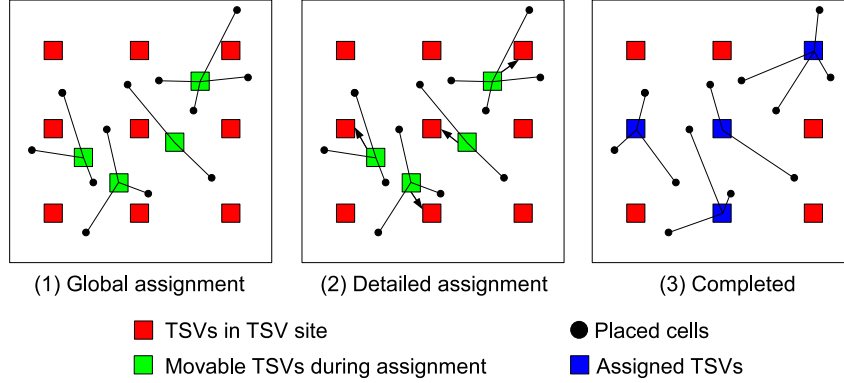 (1) Global assignment
(2) Detailed assignment
(3) Completed
TSVs in TSV site
Placed cells
Movable TSVs during assignment
Assigned TSVs